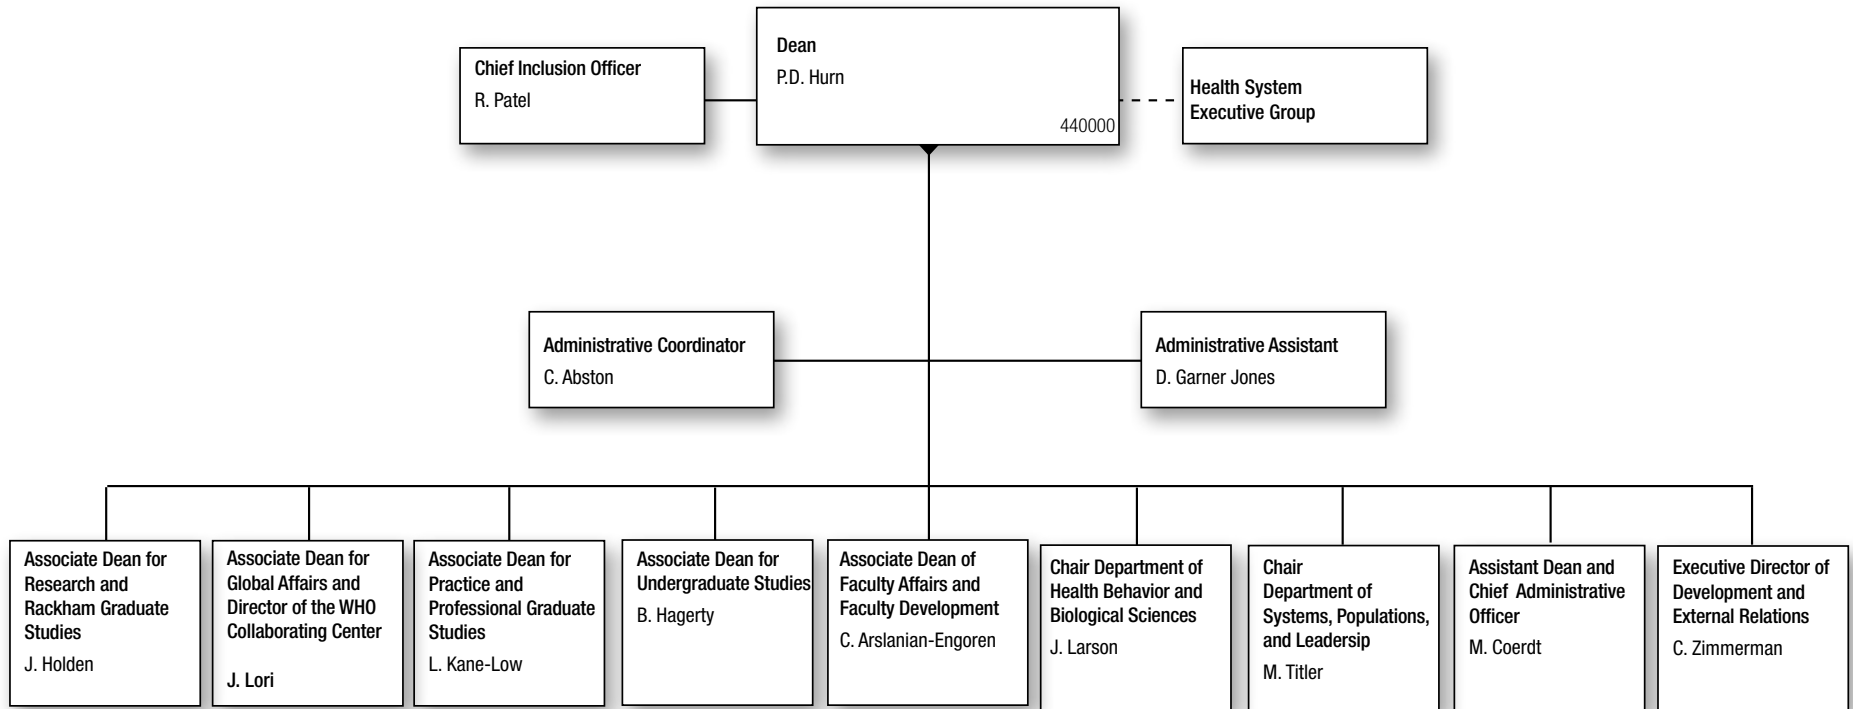 Dean
P.D. Hurn
440000
Chief Inclusion Officer
R. Patel
Health System
Executive Group
Administrative Coordinator
C. Abston
Administrative Assistant
D. Garner Jones
Associate Dean for
Research and
Rackham Graduate
Studies
J. Holden
Associate Dean for
Global Affairs and
Director of the WHO
Collaborating Center
J. Lori
Associate Dean for
Practice and
Professional Graduate
Studies
L. Kane-Low
Associate Dean for
Undergraduate Studies
B. Hagerty
Associate Dean of
Faculty Affairs and
Faculty Development
C. Arslanian-Engoren
Chair Department of
Health Behavior and
Biological Sciences
J. Larson
Chair
Department of
Systems, Populations,
and Leadersip
M. Titler
Assistant Dean and
Chief Administrative
Officer
M. Coerdt
Executive Director of
Development and
External Relations
C. Zimmerman